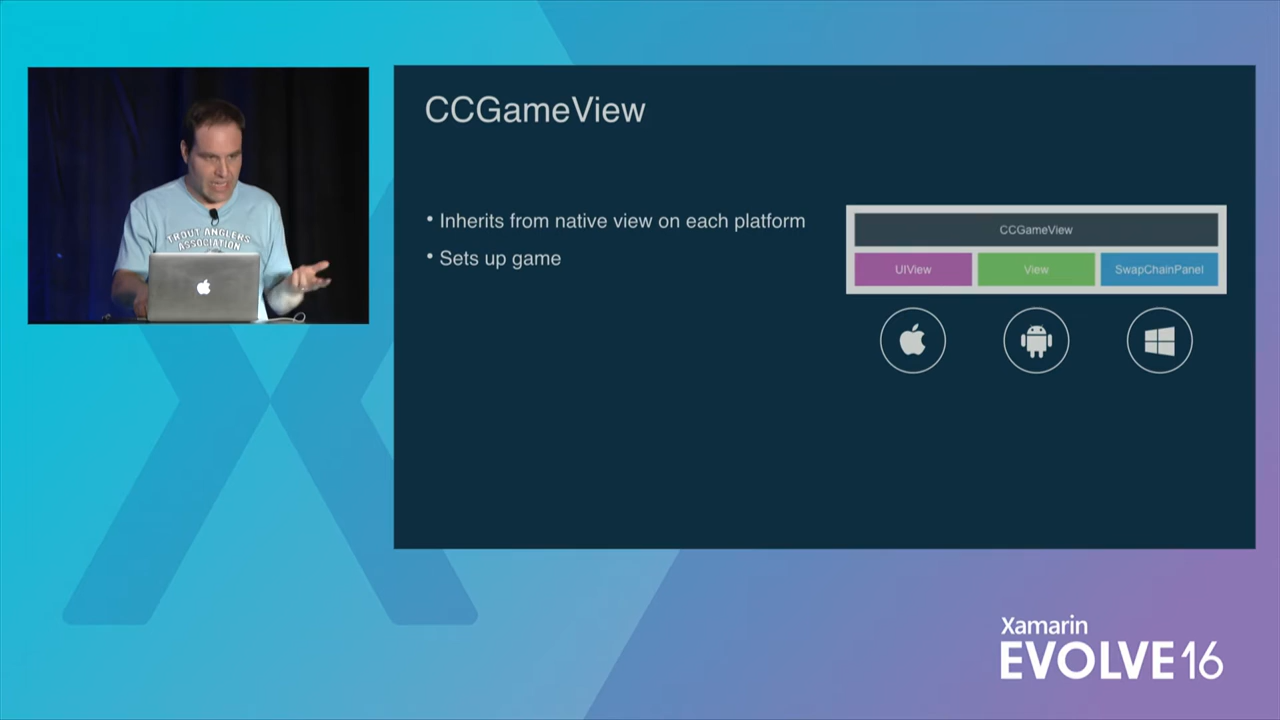 CCGameView
• Inherits from native view on each platform
• Sets up game
CCGameView
UIView
View
SwapChainPanel
TROUT ANGLERS
ASSOCIATION
Xamarin
EVOLVE16